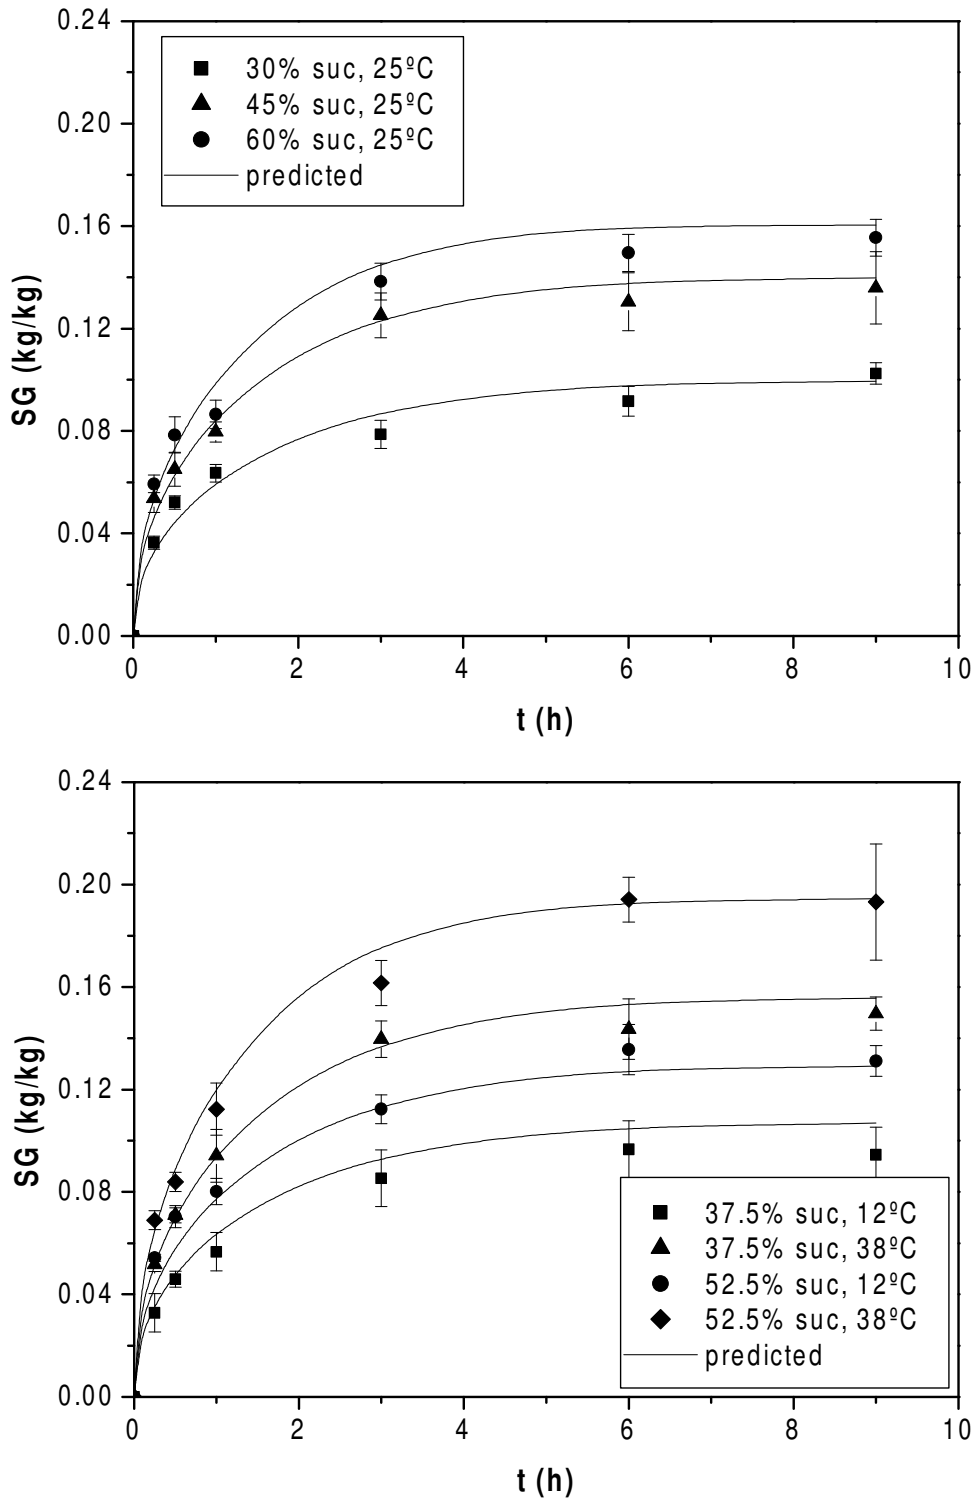 0.24
0.20
0.16
0.12
0.08
0.04
0.00
SG (kg/kg)
30% suc, 25ºC
45% suc, 25ºC
60% suc, 25ºC
predicted
0 2 4 6 8 10
t (h)
0.24
0.20
0.16
0.12
0.08
0.04
0.00
SG (kg/kg)
37.5% suc, 12ºC
37.5% suc, 38ºC
52.5% suc, 12ºC
52.5% suc, 38ºC
predicted
0 2 4 6 8 10
t (h)